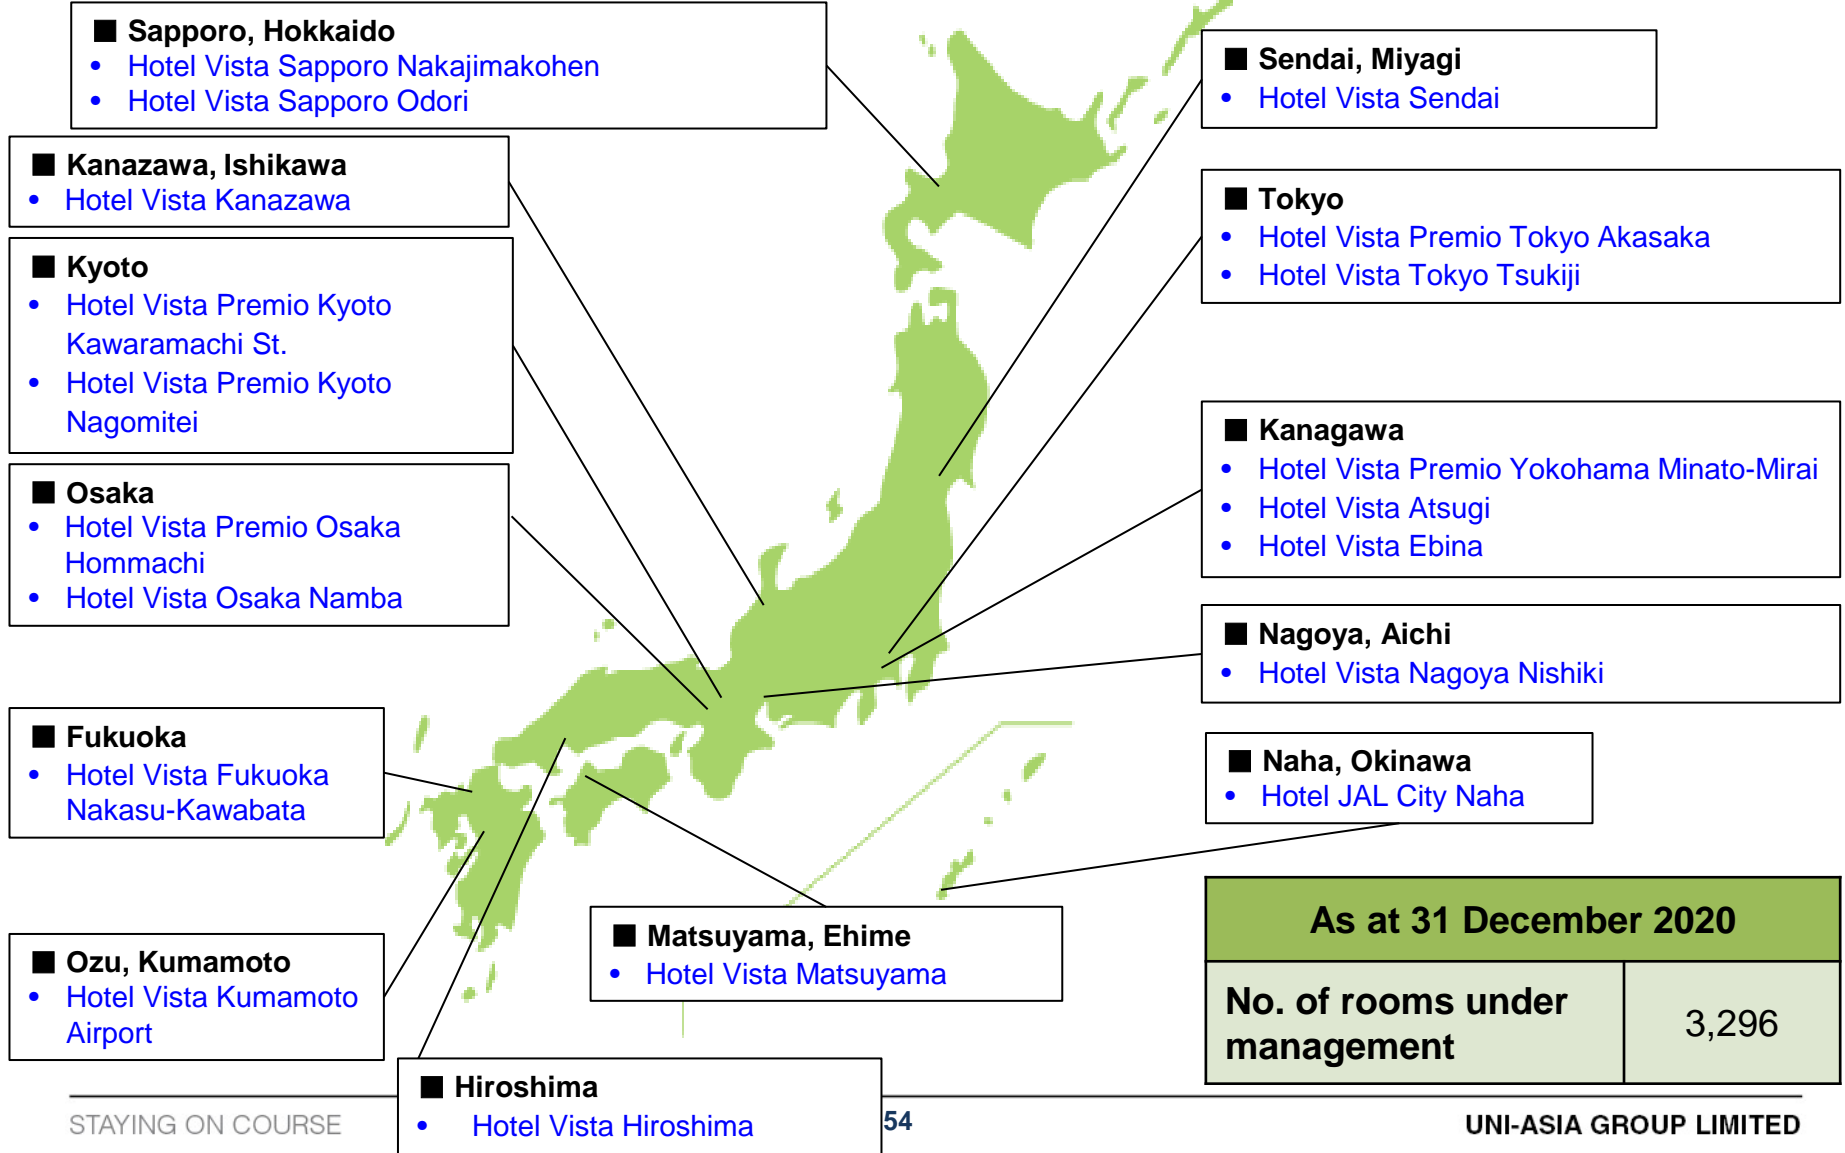 ■ Sapporo, Hokkaido
• Hotel Vista Sapporo Nakajimakohen
• Hotel Vista Sapporo Odori
■ Kanazawa, Ishikawa
• Hotel Vista Kanazawa
■ Kyoto
• Hotel Vista Premio Kyoto
Kawaramachi St.
• Hotel Vista Premio Kyoto
Nagomitei
■ Osaka
• Hotel Vista Premio Osaka
Hommachi
• Hotel Vista Osaka Namba
■ Fukuoka
• Hotel Vista Fukuoka
Nakasu-Kawabata
■ Ozu, Kumamoto
• Hotel Vista Kumamoto
Airport
■ Hiroshima
• Hotel Vista Hiroshima
■ Matsuyama, Ehime
• Hotel Vista Matsuyama
■ Sendai, Miyagi
• Hotel Vista Sendai
■ Tokyo
• Hotel Vista Premio Tokyo Akasaka
• Hotel Vista Tokyo Tsukiji
■ Kanagawa
• Hotel Vista Premio Yokohama Minato-Mirai
• Hotel Vista Atsugi
• Hotel Vista Ebina
■ Nagoya, Aichi
• Hotel Vista Nagoya Nishiki
■ Naha, Okinawa
• Hotel JAL City Naha
As at 31 December 2020
No. of rooms under
management
3,296
STAYING ON COURSE
54
UNI-ASIA GROUP LIMITED